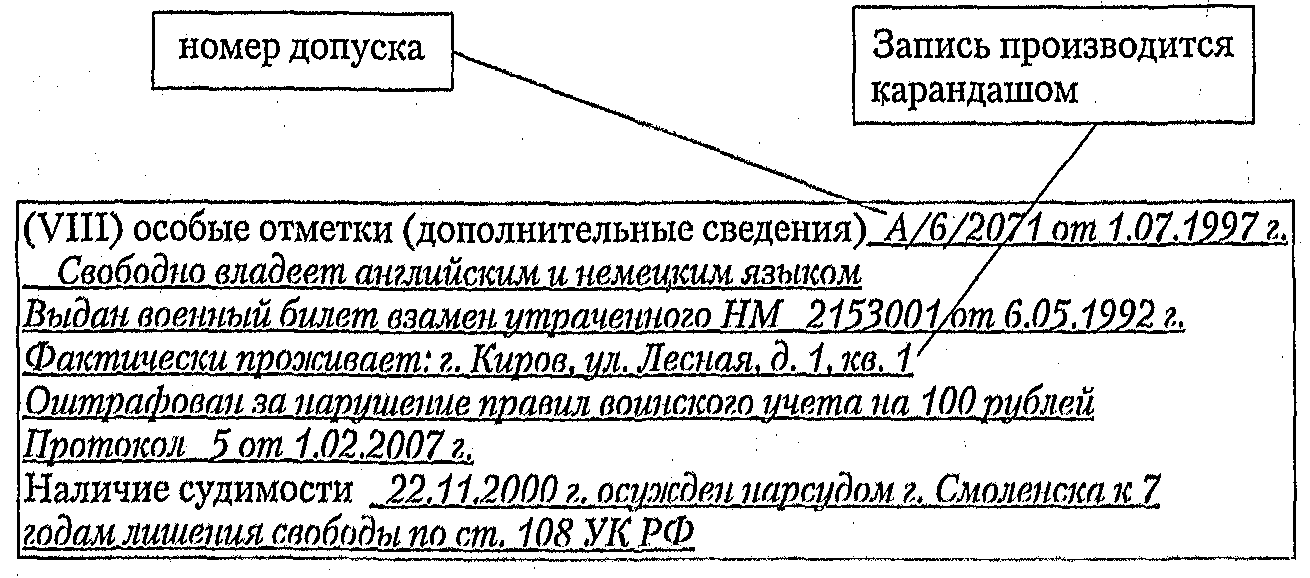 номер допуска
Запись производится
карандашом
(VIII) особые отметки (дополнительные сведения) А/6/2071 от 1.07.1997 г.
Свободно владеет английским и немецким языком
Выдан военный билет взамен утраченного НМ 2153001 от 6.05.1992 г.
Фактически проживает: г. Киров, ул. Лесная, д. 1, кв. 1
Оштрафован за нарушение правил воинского учета на 100 рублей
Протокол 5 от 1.02.2007 г.
Наличие судимости 22.11.2000 г. осужден нарсудом г. Смоленска к 7
годам лишения свободы по ст. 108 УК РФ